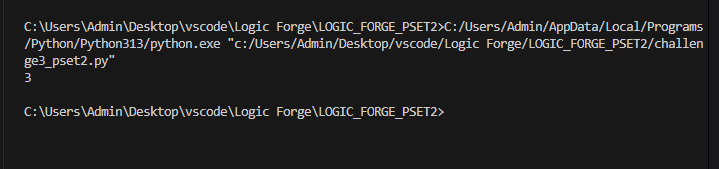 C:\Users\Admin\Desktop\vscode\Logic Forge\LOGIC_FORGE_PSET2>C:/Users/Admin/AppData/Local/Programs
/Python/Python313/python.exe "c:/Users/Admin/Desktop/vscode/Logic Forge/LOGIC_FORGE_PSET2/challen
ge3_pset2.py"
3
C:\Users\Admin\Desktop\vscode\Logic Forge\LOGIC_FORGE_PSET2>